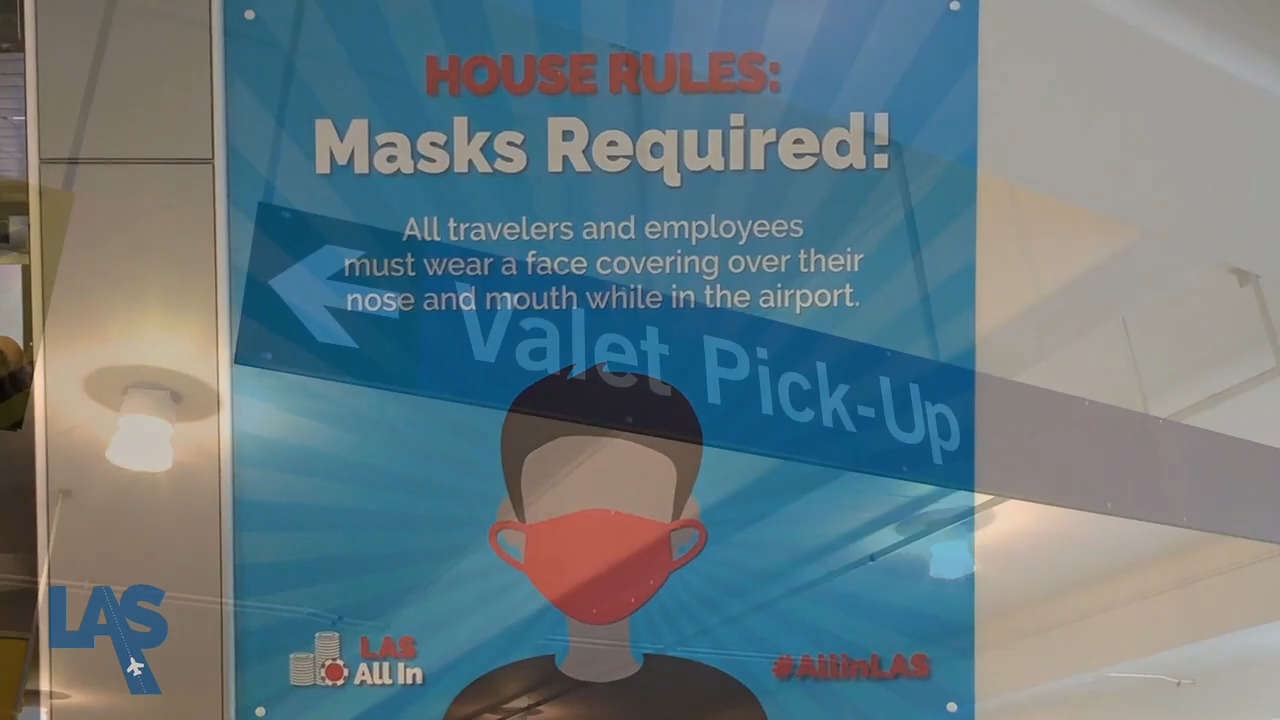 HOUSE RULES:
Masks Required!
All travelers and employees
must wear a face covering over their
nose and mouth while in the airport.
Valet Pick-Up
LAS
All In
#AllinLAS
LAS